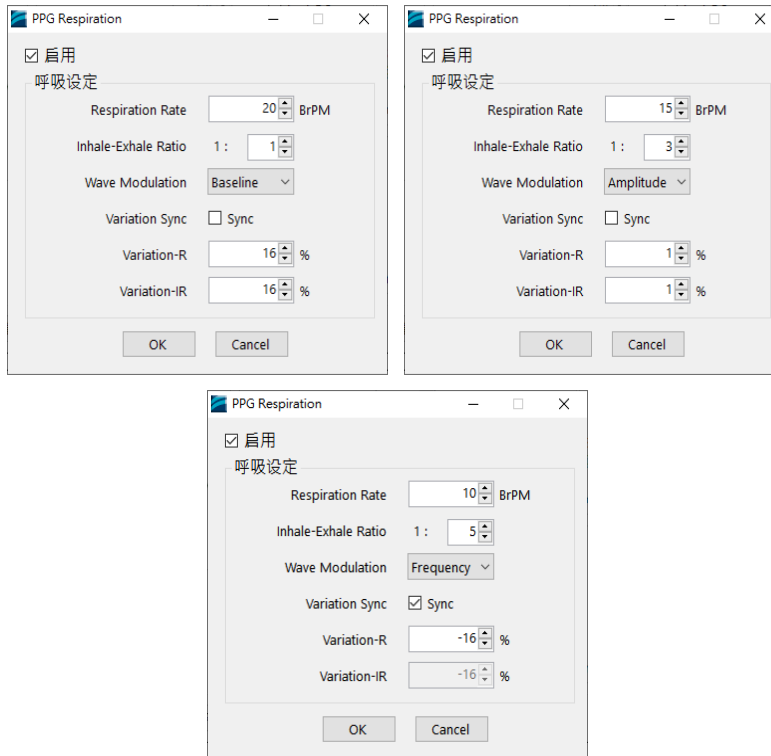 PPG Respiration
启用
呼吸设定
Respiration Rate 20 BrPM
Inhale-Exhale Ratio 1 : 1
Wave Modulation Baseline
Variation Sync Sync
Variation-R 16 %
Variation-IR 16 %
OK Cancel
PPG Respiration
启用
呼吸设定
Respiration Rate 15 BrPM
Inhale-Exhale Ratio 1 : 3
Wave Modulation Amplitude
Variation Sync Sync
Variation-R 1 %
Variation-IR 1 %
OK Cancel
PPG Respiration
启用
呼吸设定
Respiration Rate 10 BrPM
Inhale-Exhale Ratio 1 : 5
Wave Modulation Frequency
Variation Sync Sync
Variation-R -16 %
Variation-IR -16 %
OK Cancel